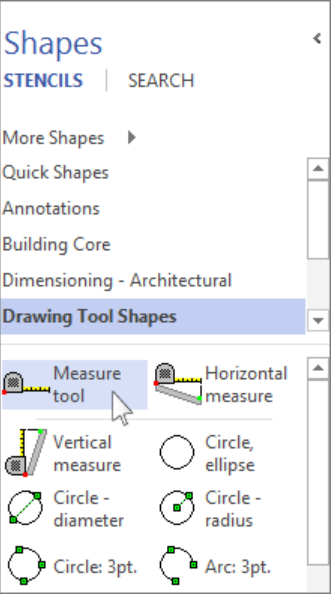 Shapes
STENCILS | SEARCH
More Shapes
Quick Shapes
Annotations
Building Core
Dimensioning - Architectural
Drawing Tool Shapes
Measure
tool
Horizontal
measure
Vertical
measure
Circle,
ellipse
Circle -
diameter
Circle -
radius
Circle: 3pt.
Arc: 3pt.